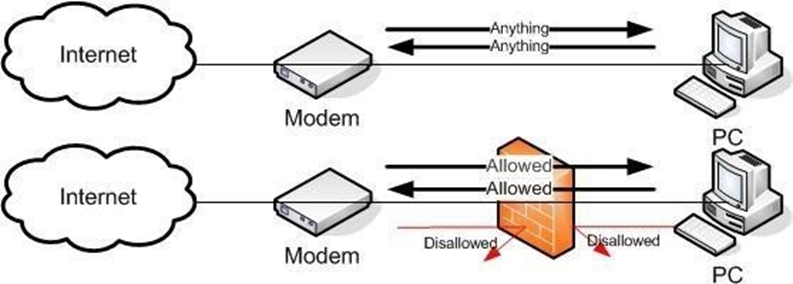 Internet
Anything
Anything
Modem
PC
Internet
Allowed
Allowed
Disallowed
Disallowed
Modem
PC